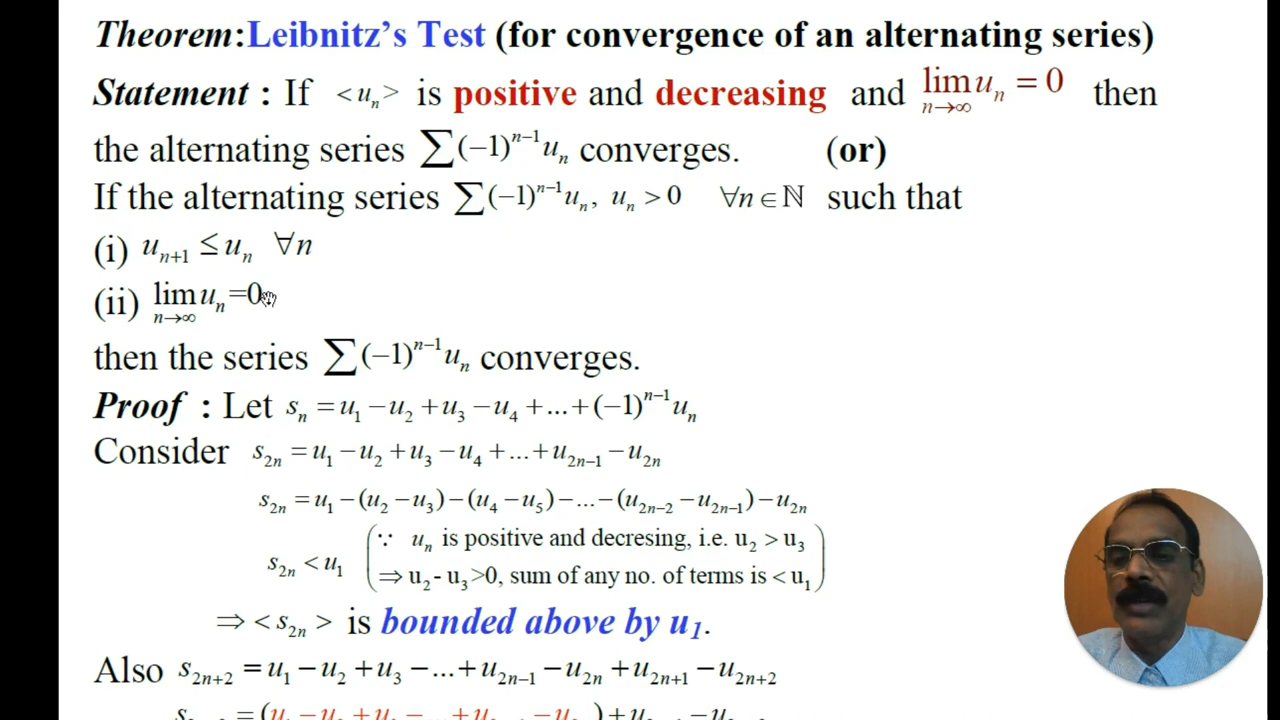 Theorem:Leibnitz's Test (for convergence of an alternating series)
Statement : If <uₙ> is positive and decreasing and lim n→∞ uₙ = 0 then
the alternating series ∑(−1)ⁿ⁻¹uₙ converges. (or)
If the alternating series ∑(−1)ⁿ⁻¹uₙ, uₙ > 0 ∀n∈ℕ such that
(i) uₙ₊₁ ≤ uₙ ∀n
(ii) lim n→∞ uₙ=0
then the series ∑(−1)ⁿ⁻¹uₙ converges.
Proof : Let sₙ = u₁ −u₂ +u₃ −u₄ +...+(−1)ⁿ⁻¹uₙ
Consider s₂ₙ = u₁ −u₂ +u₃ −u₄ +...+u₂ₙ₋₁ −u₂ₙ
s₂ₙ = u₁ −(u₂ −u₃)−(u₄ −u₅)−...−(u₂ₙ₋₂ −u₂ₙ₋₁)−u₂ₙ
s₂ₙ < u₁ (∵ uₙ is positive and decresing, i.e. u₂ > u₃
⇒ u₂ - u₃>0, sum of any no. of terms is < u₁)
⇒ < s₂ₙ > is bounded above by u₁.
Also s₂ₙ₊₂ = u₁ −u₂ +u₃ −...+u₂ₙ₋₁ −u₂ₙ +u₂ₙ₊₁ −u₂ₙ₊₂